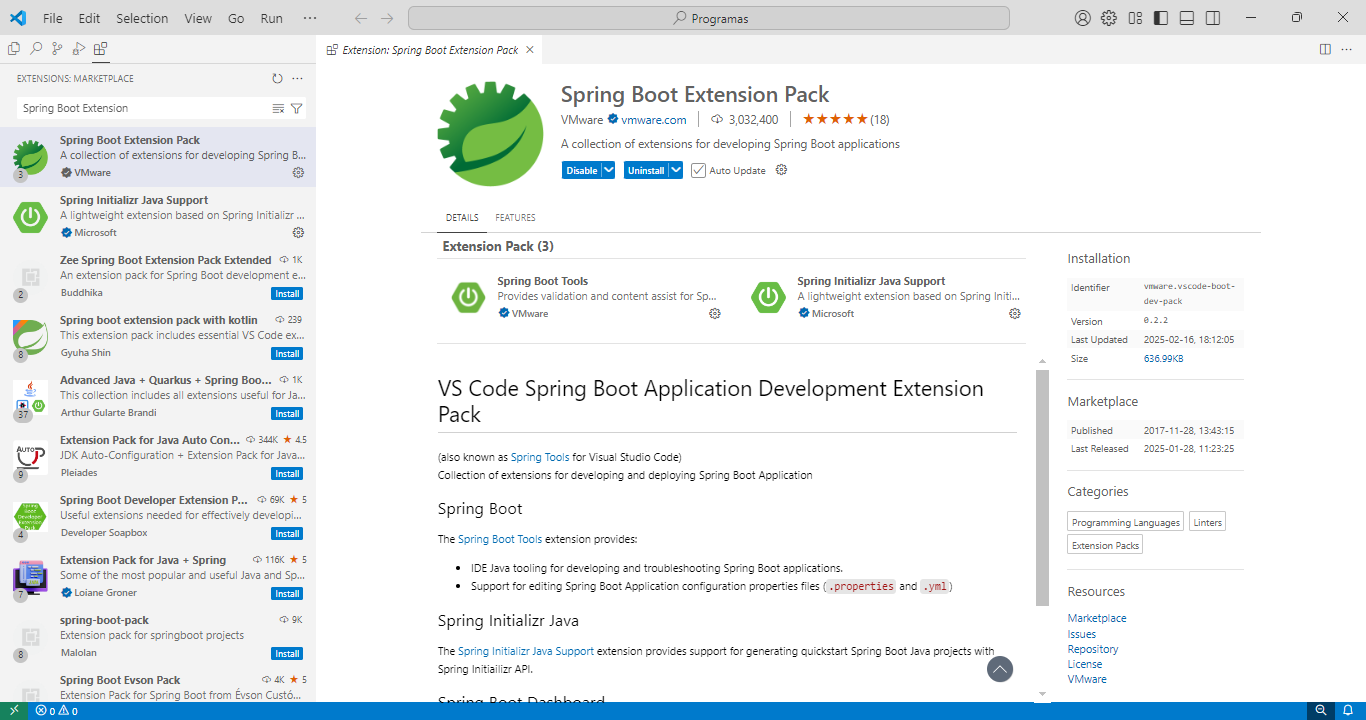 File Edit Selection View Go Run ···
Programas
EXTENSIONS: MARKETPLACE
Spring Boot Extension
Spring Boot Extension Pack
A collection of extensions for developing Spring B...
VMware
3
Spring Initializr Java Support
A lightweight extension based on Spring Initializr ...
Microsoft
Zee Spring Boot Extension Pack Extended 1K
An extension pack for Spring Boot development e...
Buddhika Install
2
Spring boot extension pack with kotlin 239
This extension pack includes essential VS Code ex...
Gyuha Shin Install
8
Advanced Java + Quarkus + Spring Boo... 1K
This collection includes all extensions useful for Ja...
Arthur Gularte Brandi Install
37
Extension Pack for Java Auto Con... 344K ★ 4.5
JDK Auto-Configuration + Extension Pack for Java...
Pleiades Install
AUTO
9
Spring Boot Developer Extension P... 69K ★ 5
Useful extensions needed for effectively developi...
Developer Soapbox Install
Spring Boot Developer Extension Pack
4
Extension Pack for Java + Spring 116K ★ 5
Some of the most popular and useful Java and Sp...
Loiane Groner Install
7
spring-boot-pack 9K
Extension pack for springboot projects
Malolan Install
8
Spring Boot Evson Pack 4K ★ 5
Extension Pack for Spring Boot from Évson Custó...
Extension: Spring Boot Extension Pack
Spring Boot Extension Pack
VMware vmware.com 3,032,400 ★★★★★(18)
A collection of extensions for developing Spring Boot applications
Disable Uninstall Auto Update
DETAILS FEATURES
Extension Pack (3)
Spring Boot Tools
Provides validation and content assist for Sp...
VMware
Spring Initializr Java Support
A lightweight extension based on Spring Initi...
Microsoft
VS Code Spring Boot Application Development Extension
Pack
(also known as Spring Tools for Visual Studio Code)
Collection of extensions for developing and deploying Spring Boot Application
Spring Boot
The Spring Boot Tools extension provides:
• IDE Java tooling for developing and troubleshooting Spring Boot applications.
• Support for editing Spring Boot Application configuration properties files (.properties and .yml)
Spring Initializr Java
The Spring Initializr Java Support extension provides support for generating quickstart Spring Boot Java projects with
Spring Initiailizr API.
Spring Boot Dashboard
Installation
Identifier vmware.vscode-boot-
dev-pack
Version 0.2.2
Last Updated 2025-02-16, 18:12:05
Size 636.99KB
Marketplace
Published 2017-11-28, 13:43:15
Last Released 2025-01-28, 11:23:25
Categories
Programming Languages Linters
Extension Packs
Resources
Marketplace
Issues
Repository
License
VMware
0 0